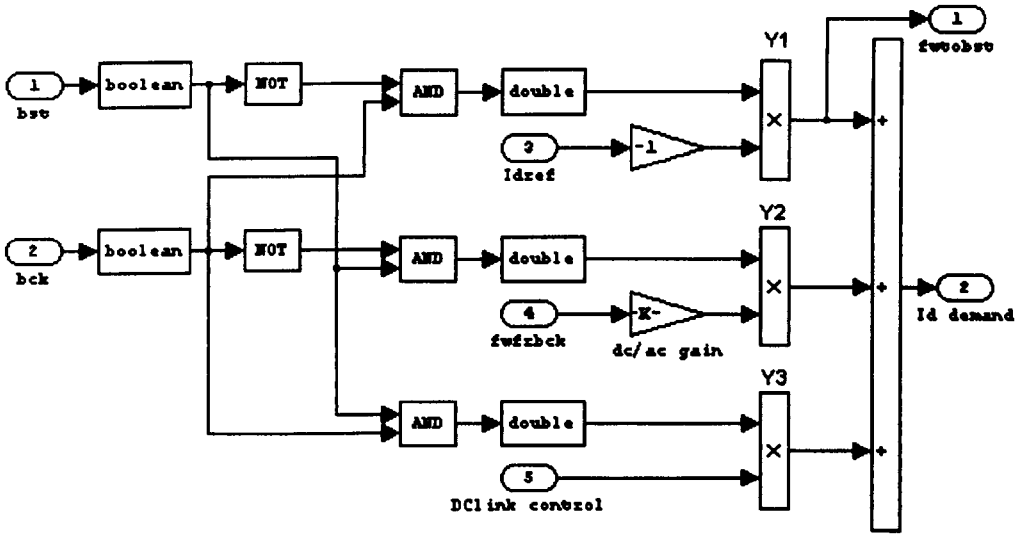 1
fwtobst
Y1
1
bst
boolean
NOT
AND
double
×
+
3
Idref
-1
Y2
2
bck
boolean
NOT
AND
double
×
+
2
Id demand
4
fwfrbck
-K-
dc/ac gain
Y3
AND
double
×
+
5
DClink control